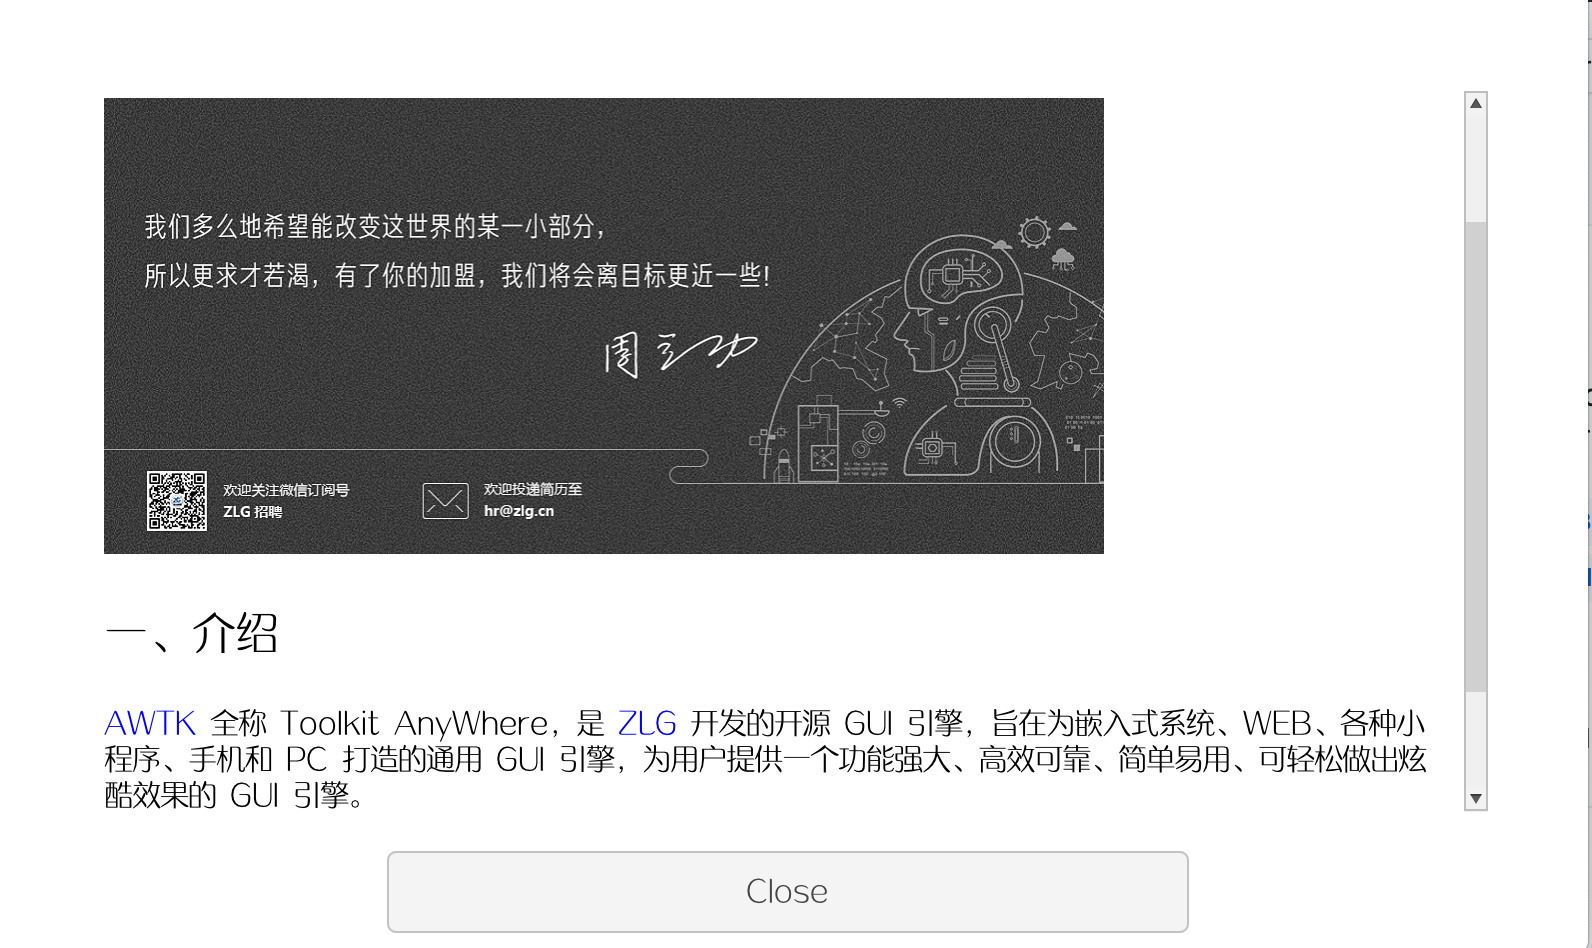 我们多么地希望能改变这世界的某一小部分，
所以更求才若渴，有了你的加盟，我们将会离目标更近一些!
周立功
欢迎关注微信订阅号
ZLG 招聘
欢迎投递简历至
hr@zlg.cn
一、介绍
AWTK 全称 Toolkit AnyWhere，是 ZLG 开发的开源 GUI 引擎，旨在为嵌入式系统、WEB、各种小
程序、手机和 PC 打造的通用 GUI 引擎，为用户提供一个功能强大、高效可靠、简单易用、可轻松做出炫
酷效果的 GUI 引擎。
Close